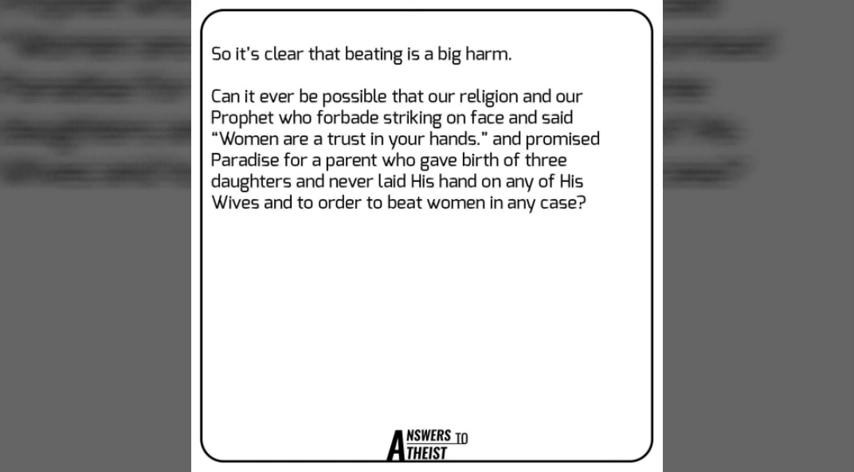 So it's clear that beating is a big harm.
Can it ever be possible that our religion and our
Prophet who forbade striking on face and said
“Women are a trust in your hands.” and promised
Paradise for a parent who gave birth of three
daughters and never laid His hand on any of His
Wives and to order to beat women in any case?
ANSWERS TO
ATHEIST